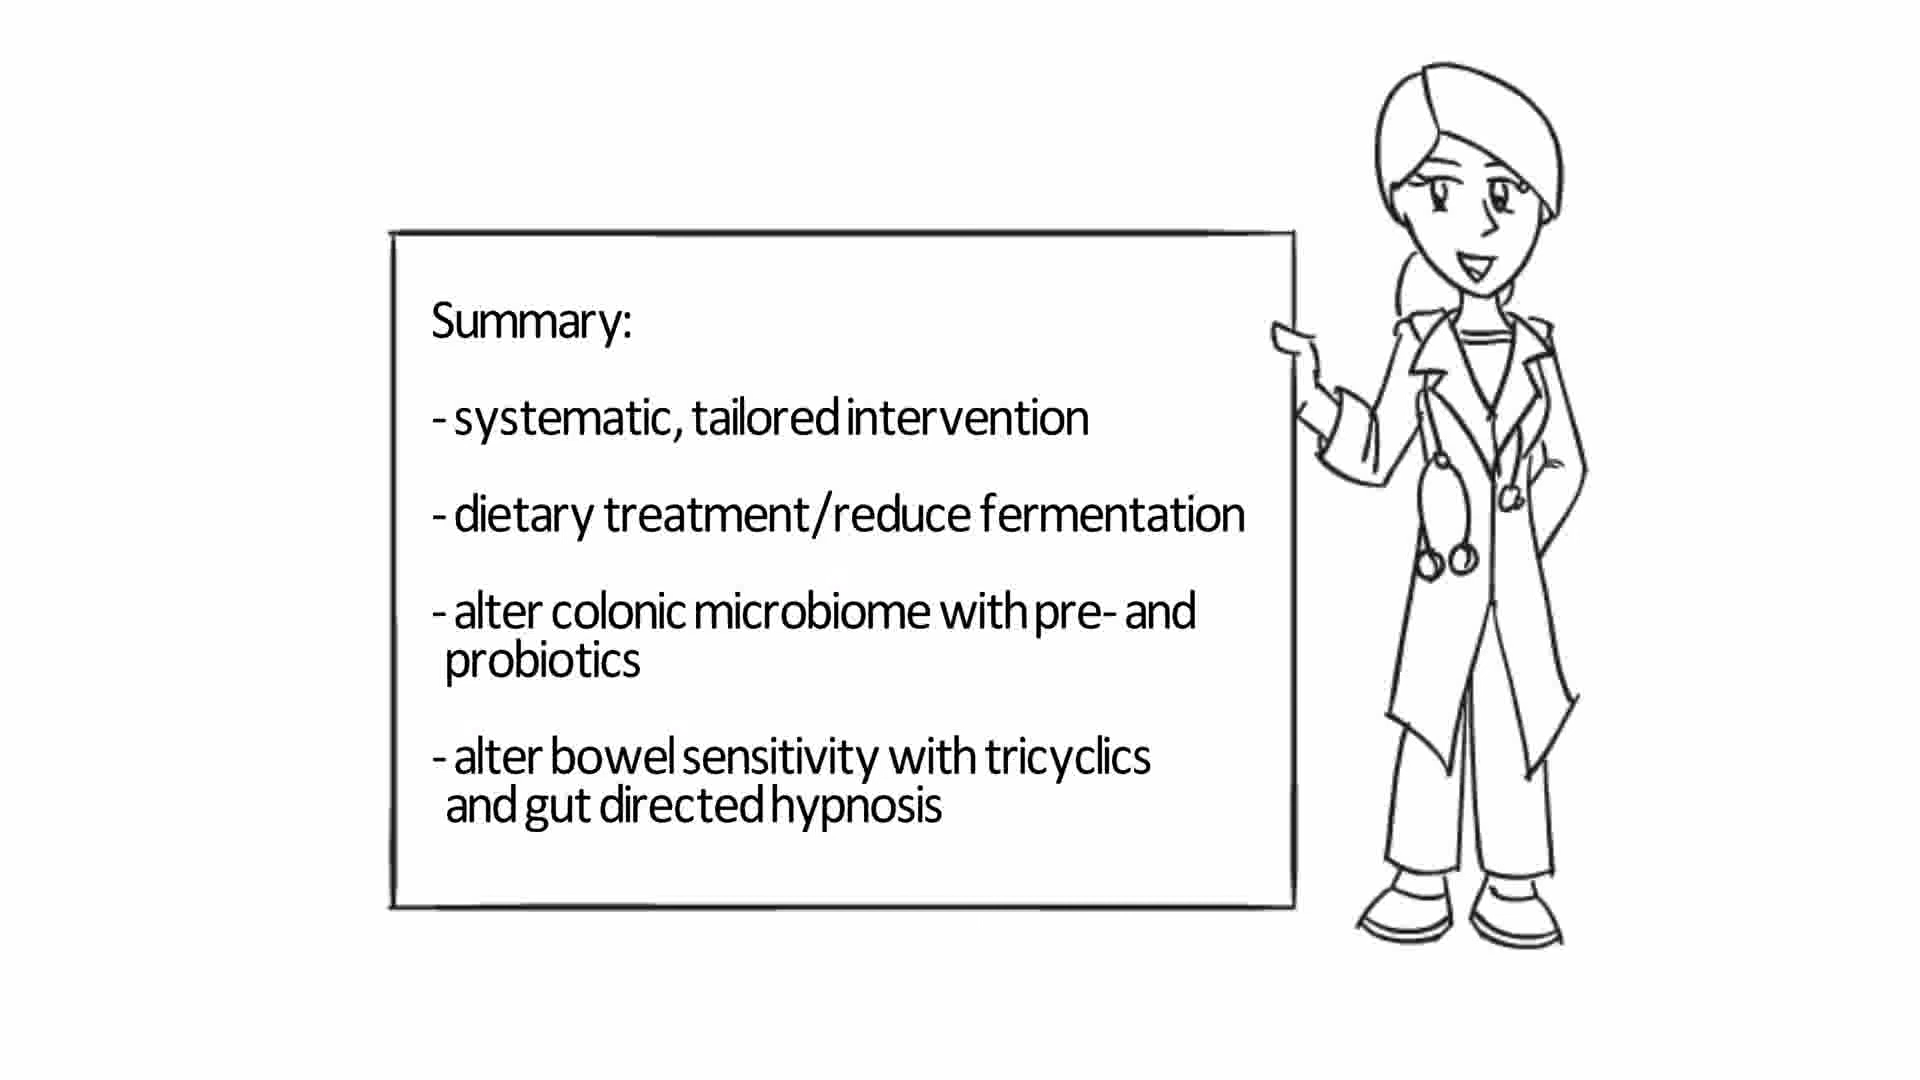 Summary:
- systematic, tailored intervention
- dietary treatment/reduce fermentation
- alter colonic microbiome with pre- and
probiotics
- alter bowel sensitivity with tricyclics
and gut directed hypnosis